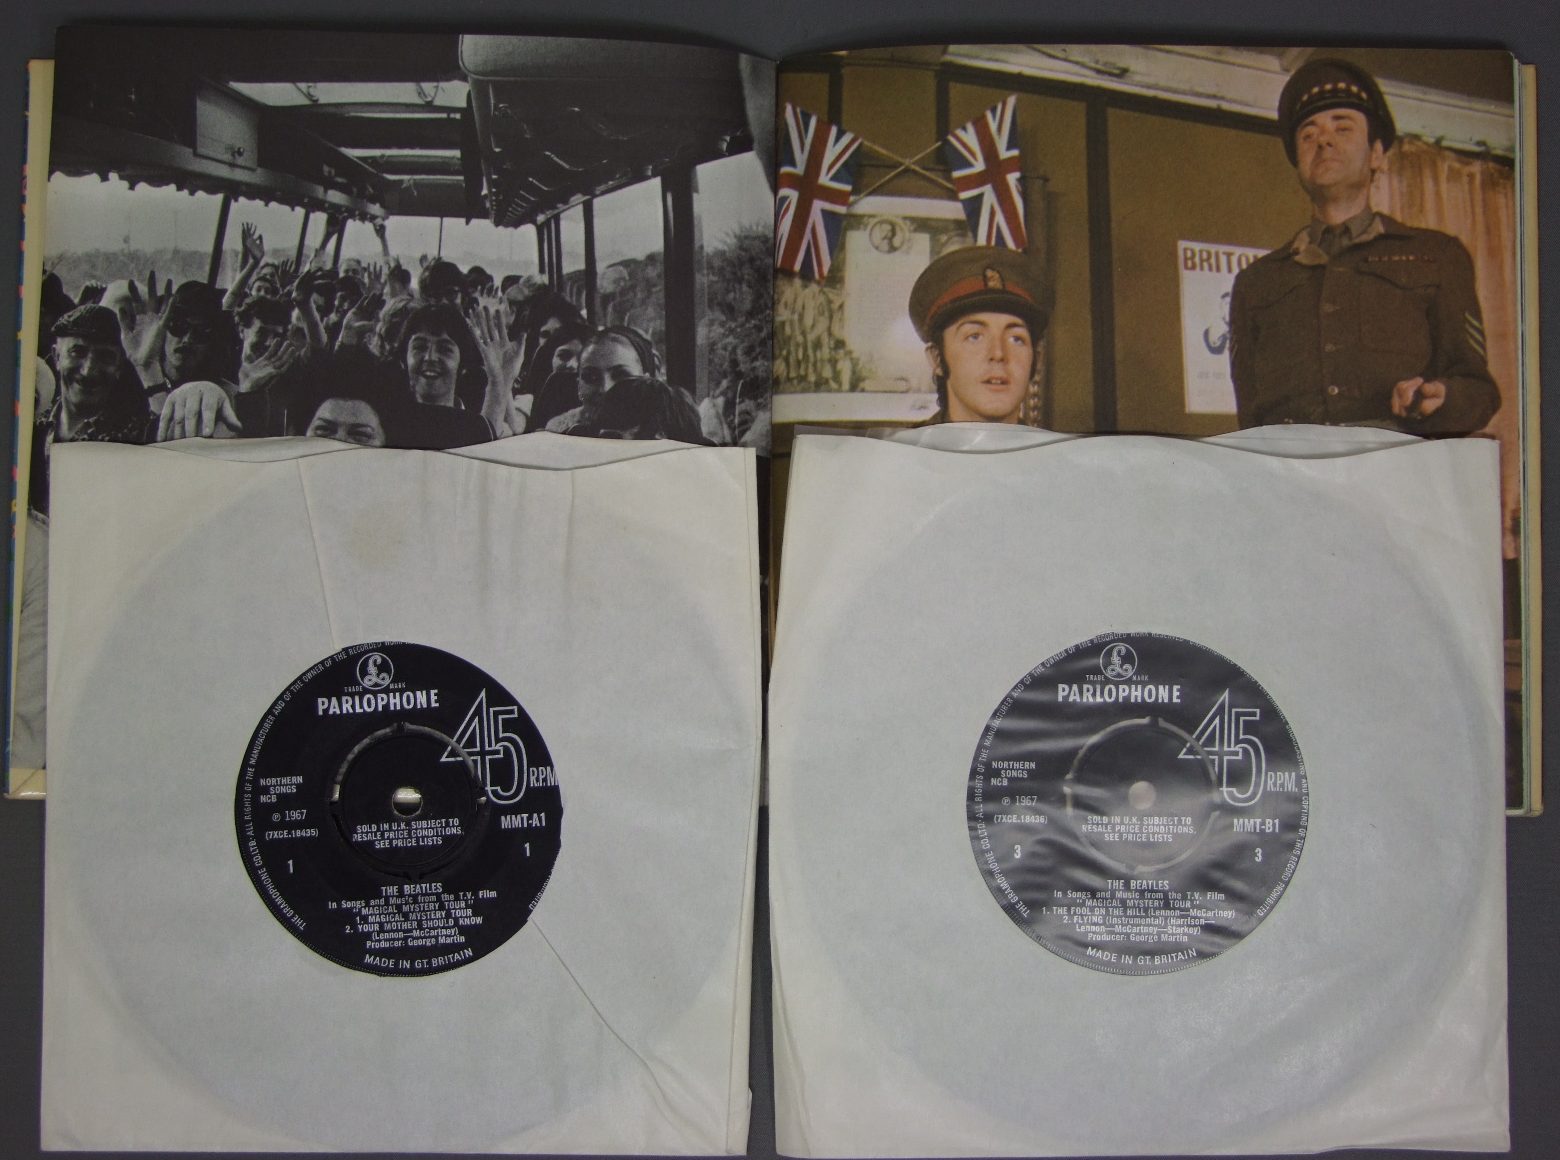 BRITO
THE GRAMOPHONE CO. LTD. ALL RIGHTS OF THE MANUFACTURER AND OF THE OWNER OF THE RECORDED WORK
£
TRADE MARK
PARLOPHONE
45
R.P.M.
NORTHERN
SONGS
NCB
℗ 1967
(7XCE.18435)
1
SOLD IN U.K. SUBJECT TO
RESALE PRICE CONDITIONS,
SEE PRICE LISTS
MMT-A1
1
THE BEATLES
In Songs and Music from the T.V. Film
"MAGICAL MYSTERY TOUR"
1. MAGICAL MYSTERY TOUR
2. YOUR MOTHER SHOULD KNOW
(Lennon—McCartney)
Producer: George Martin
MADE IN GT. BRITAIN
THE GRAMOPHONE CO. LTD. ALL RIGHTS OF THE MANUFACTURER AND OF THE OWNER OF THE RECORDED WORK RESERVED
AND COPYING OF THIS RECORD PROHIBITED
£
TRADE MARK
PARLOPHONE
45
R.P.M.
NORTHERN
SONGS
NCB
℗ 1967
(7XCE.18436)
3
SOLD IN U.K. SUBJECT TO
RESALE PRICE CONDITIONS,
SEE PRICE LISTS
MMT-B1
3
THE BEATLES
In Songs and Music from the T.V. Film
"MAGICAL MYSTERY TOUR"
1. THE FOOL ON THE HILL (Lennon—McCartney)
2. FLYING (Instrumental) (Harrison—
Lennon—McCartney—Starkey)
Producer: George Martin
MADE IN GT. BRITAIN